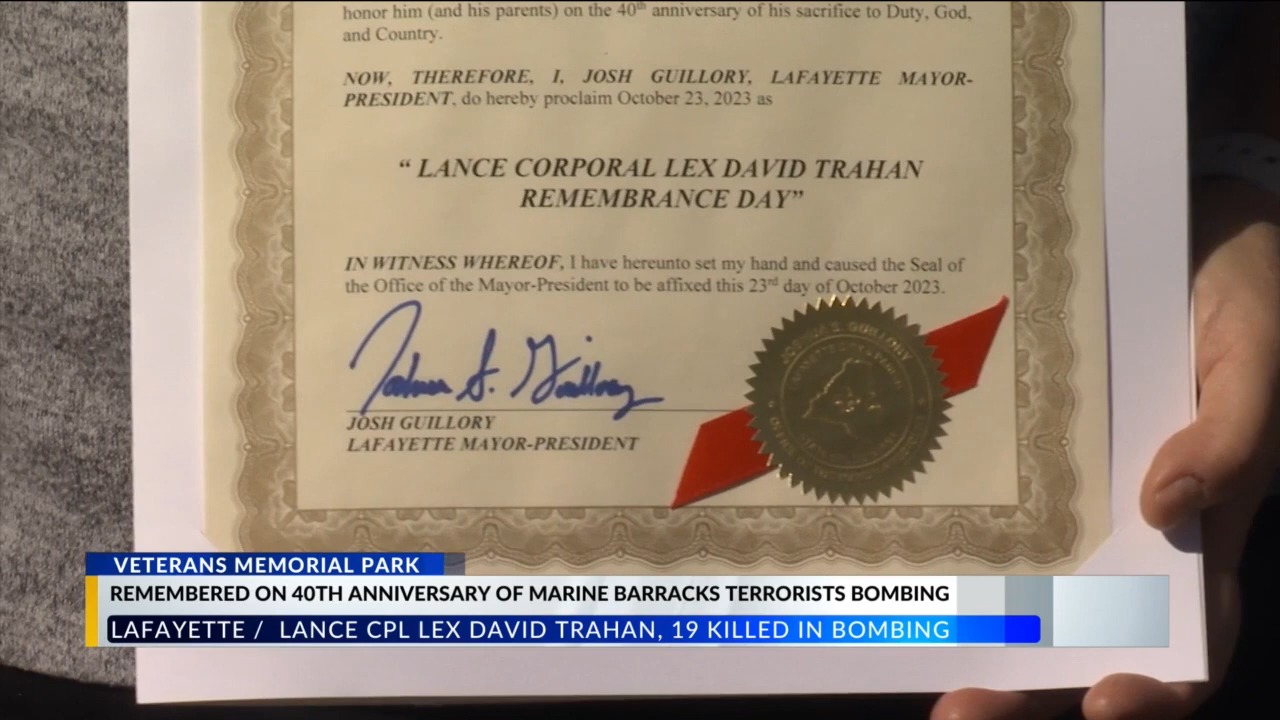 honor him (and his parents) on the 40th anniversary of his sacrifice to Duty, God,
and Country.
NOW, THEREFORE, I, JOSH GUILLORY, LAFAYETTE MAYOR-
PRESIDENT, do hereby proclaim October 23, 2023 as
“ LANCE CORPORAL LEX DAVID TRAHAN
REMEMBRANCE DAY”
IN WITNESS WHEREOF, I have hereunto set my hand and caused the Seal of
the Office of the Mayor-President to be affixed this 23rd day of October 2023.
Joshua S. Guillory
JOSH GUILLORY
LAFAYETTE MAYOR-PRESIDENT
JOSHUA S. GUILLORY
VETERANS MEMORIAL PARK
REMEMBERED ON 40TH ANNIVERSARY OF MARINE BARRACKS TERRORISTS BOMBING
LAFAYETTE / LANCE CPL LEX DAVID TRAHAN, 19 KILLED IN BOMBING